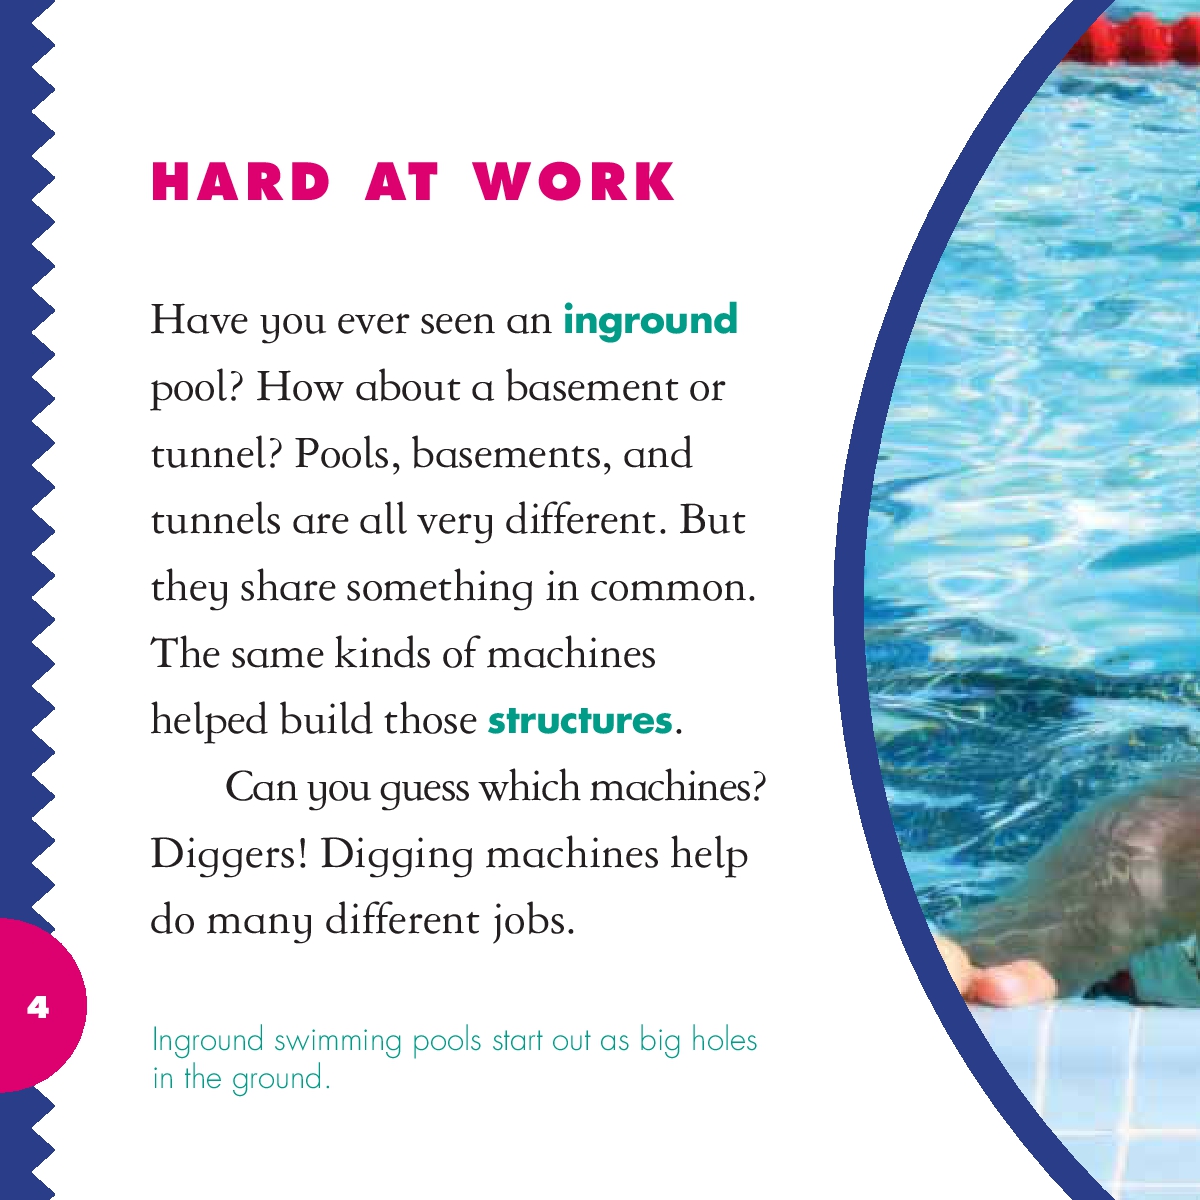 HARD AT WORK
Have you ever seen an inground
pool? How about a basement or
tunnel? Pools, basements, and
tunnels are all very different. But
they share something in common.
The same kinds of machines
helped build those structures.
Can you guess which machines?
Diggers! Digging machines help
do many different jobs.
4
Inground swimming pools start out as big holes
in the ground.